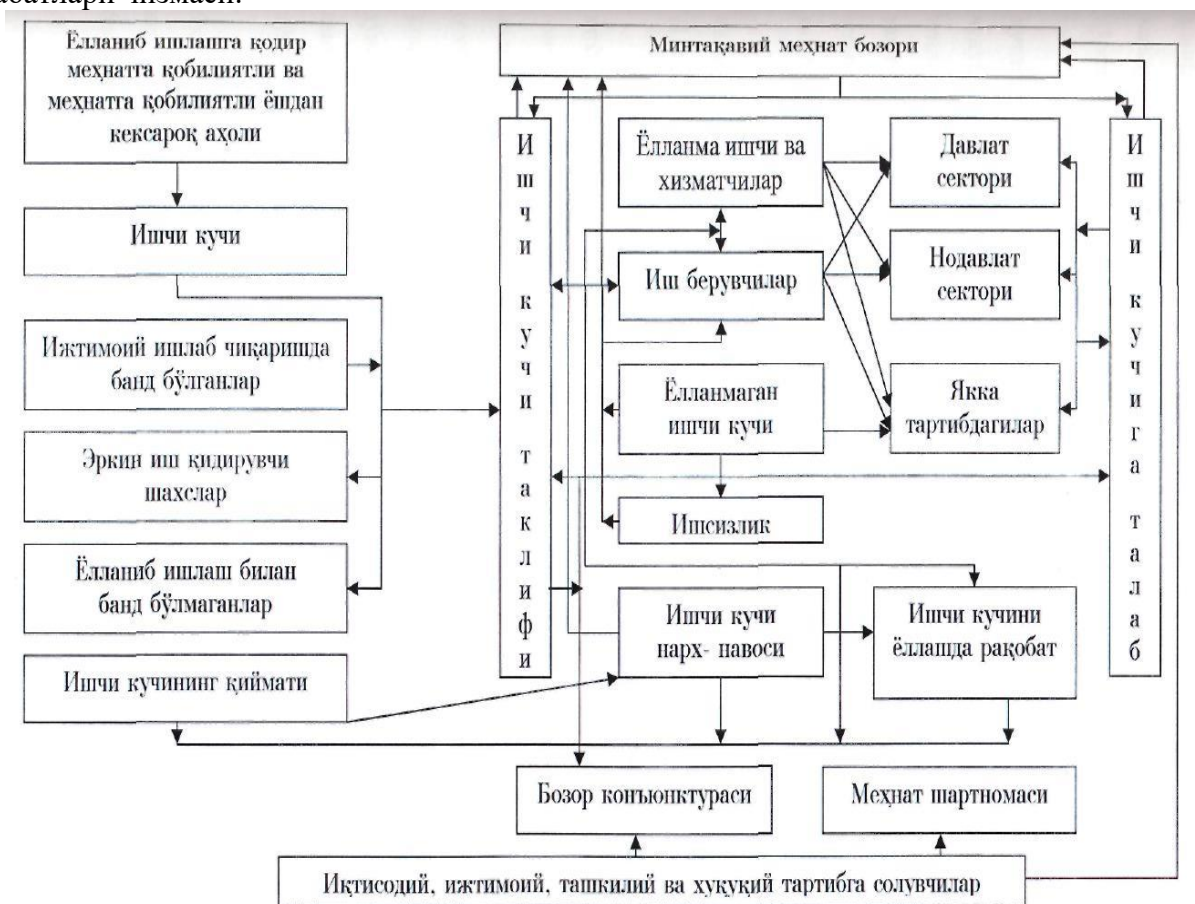 Ёлланиб ишлашга қодир
меҳнатга қобилиятли ва
меҳнатга қобилиятли ёшдан
кексароқ аҳоли
Минтақавий меҳнат бозори
Ишчи кучи
Ижтимоий ишлаб чиқаришда
банд бўлганлар
Эркин иш қидирувчи
шахслар
Ёлланиб ишлаш билан
банд бўлмаганлар
Ишчи кучининг қиймати
И
ш
ч
и
к
у
ч
и
т
а
к
л
и
ф
и
Ёлланма ишчи ва
хизматчилар
Иш берувчилар
Ёлланмаган
ишчи кучи
Ишсизлик
Ишчи кучи
нарх- навоси
Давлат
сектори
Нодавлат
сектори
Якка
тартибдагилар
Ишчи кучини
ёллашда рақобат
И
ш
ч
и
к
у
ч
и
г
а
т
а
л
а
б
Бозор конъюнктураси
Меҳнат шартномаси
Иқтисодий, ижтимоий, ташкилий ва хуқуқий тартибга солувчилар